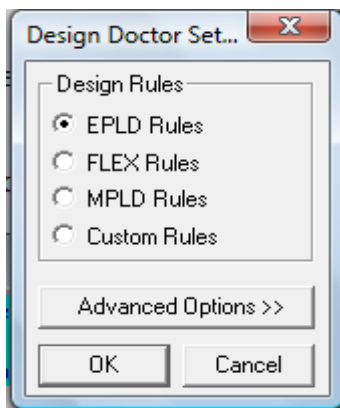 Design Doctor Set...
Design Rules
EPLD Rules
FLEX Rules
MPLD Rules
Custom Rules
Advanced Options >>
OK Cancel